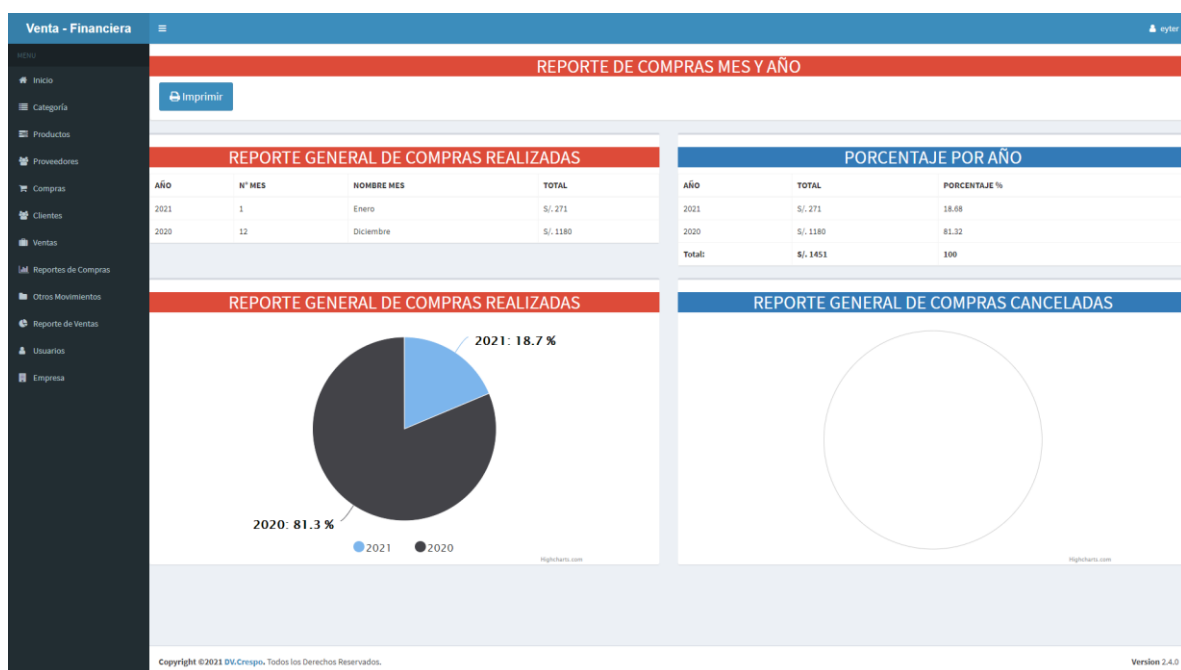 Venta - Financiera
eyter
MENU
Inicio
Categoría
Productos
Proveedores
Compras
Clientes
Ventas
Reportes de Compras
Otros Movimientos
Reporte de Ventas
Usuarios
Empresa
REPORTE DE COMPRAS MES Y AÑO
Imprimir
REPORTE GENERAL DE COMPRAS REALIZADAS
AÑO N° MES NOMBRE MES TOTAL
2021 1 Enero S/. 271
2020 12 Diciembre S/. 1180
PORCENTAJE POR AÑO
AÑO TOTAL PORCENTAJE %
2021 S/. 271 18.68
2020 S/. 1180 81.32
Total: S/. 1451 100
REPORTE GENERAL DE COMPRAS REALIZADAS
2021: 18.7 %
2020: 81.3 %
2021 2020
Highcharts.com
REPORTE GENERAL DE COMPRAS CANCELADAS
Highcharts.com
Copyright ©2021 DV.Crespo. Todos los Derechos Reservados.
Version 2.4.0